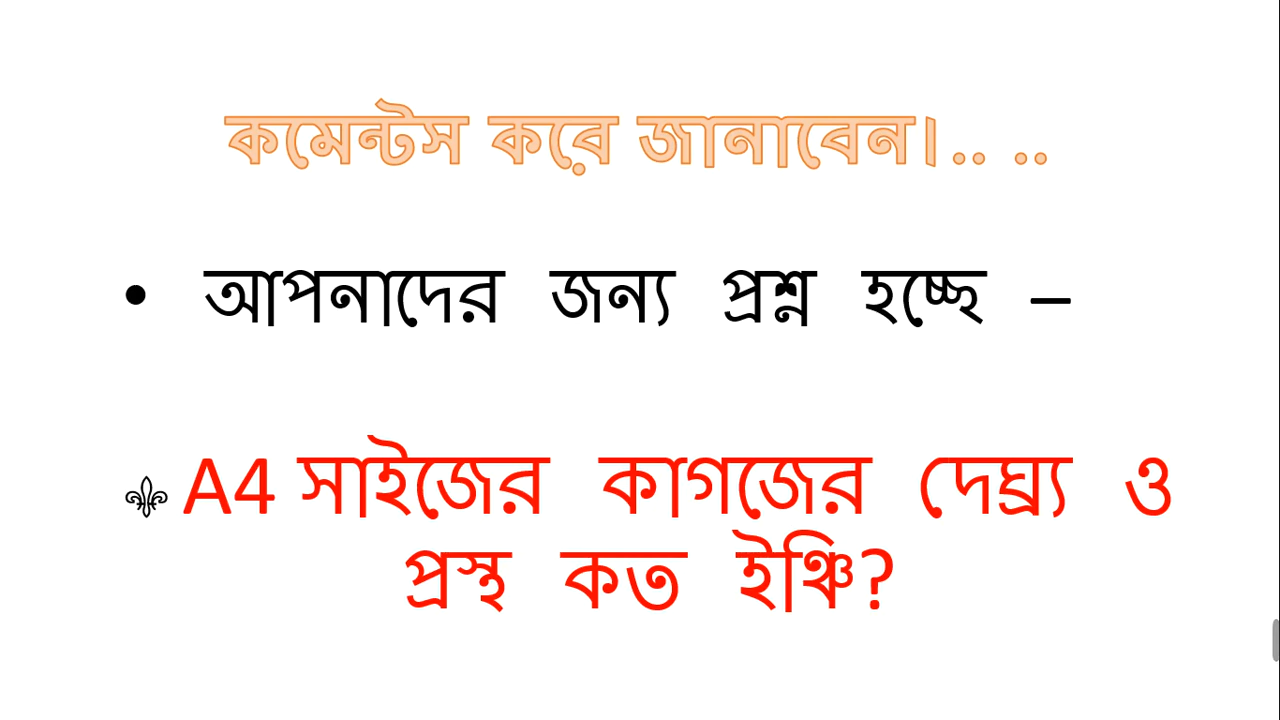 কমেন্টস করে জানাবেন।.. ..
• আপনাদের জন্য প্রশ্ন হচ্ছে –
⚜ A4 সাইজের কাগজের দেঘ্র্য ও
প্রস্থ কত ইঞ্চি?